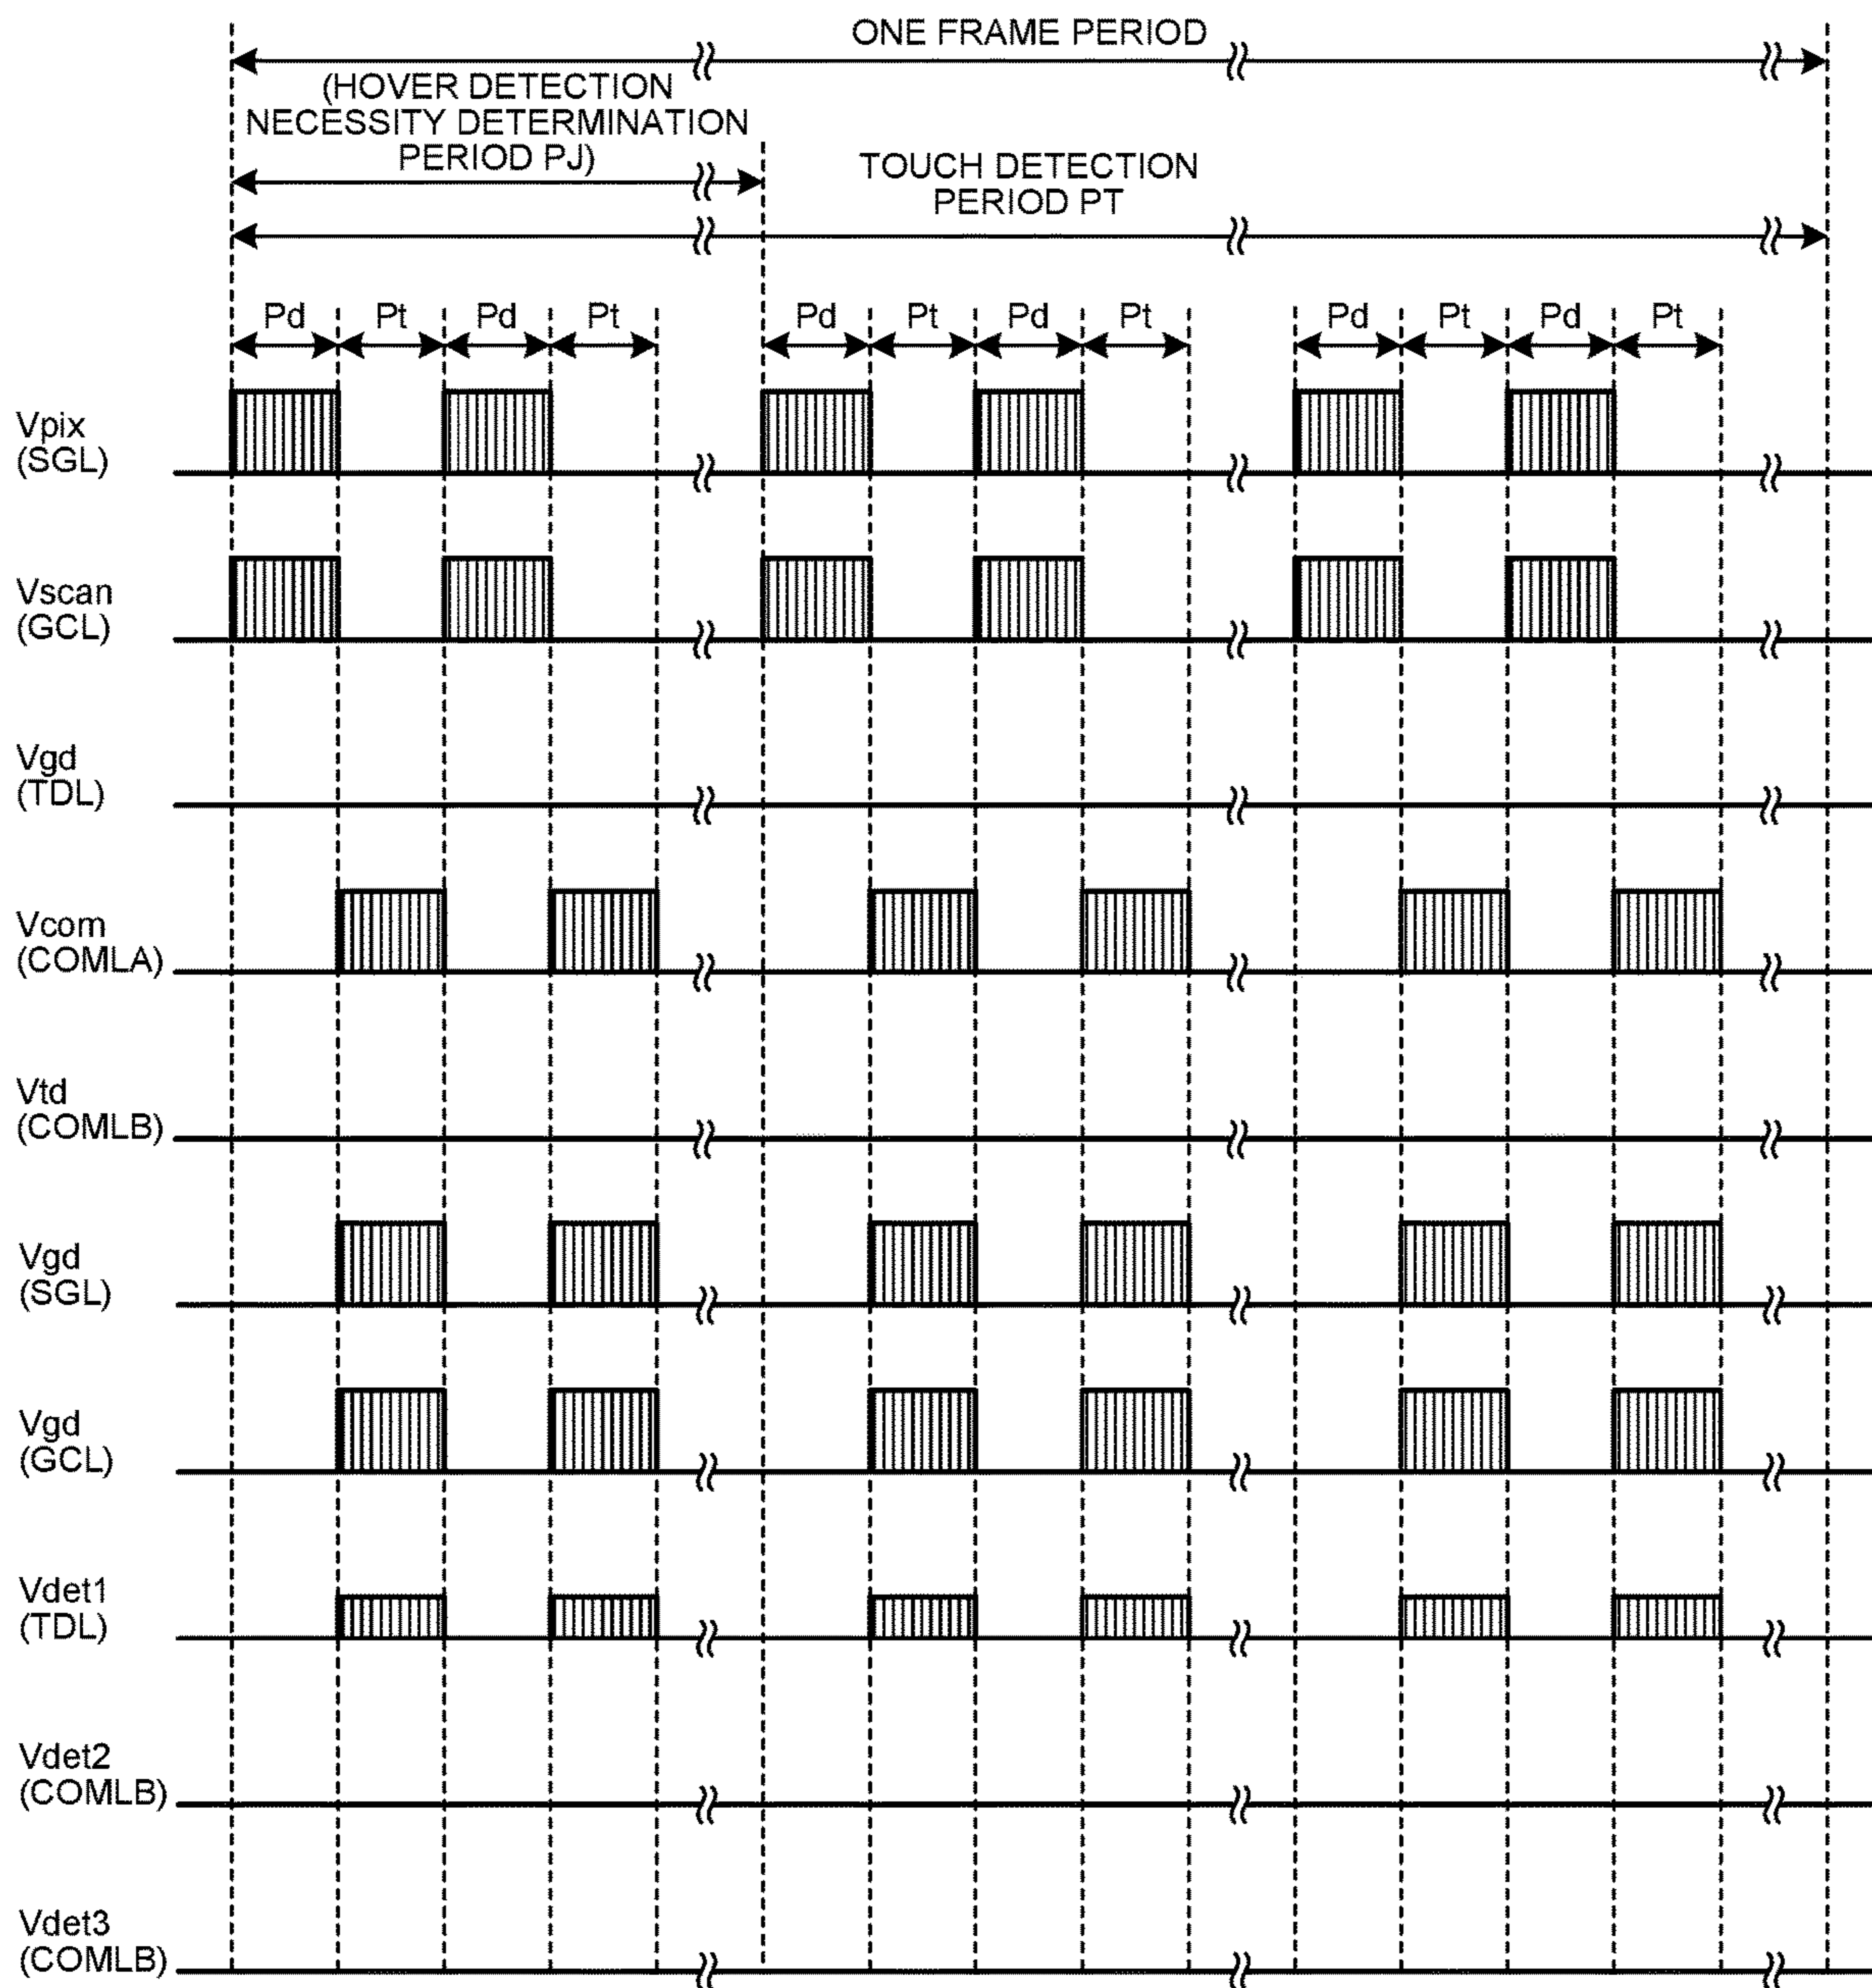 ONE FRAME PERIOD
(HOVER DETECTION
NECESSITY DETERMINATION
PERIOD PJ)
TOUCH DETECTION
PERIOD PT
Pd Pt Pd Pt Pd Pt Pd Pt Pd Pt Pd Pt
Vpix
(SGL)
Vscan
(GCL)
Vgd
(TDL)
Vcom
(COMLA)
Vtd
(COMLB)
Vgd
(SGL)
Vgd
(GCL)
Vdet1
(TDL)
Vdet2
(COMLB)
Vdet3
(COMLB)